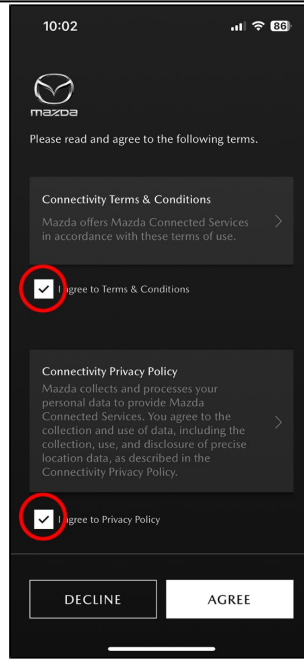 10:02
86
mazda
Please read and agree to the following terms.
Connectivity Terms & Conditions
Mazda offers Mazda Connected Services
in accordance with these terms of use.
I agree to Terms & Conditions
Connectivity Privacy Policy
Mazda collects and processes your
personal data to provide Mazda
Connected Services. You agree to the
collection and use of data, including the
collection, use, and disclosure of precise
location data, as described in the
Connectivity Privacy Policy.
I agree to Privacy Policy
DECLINE
AGREE